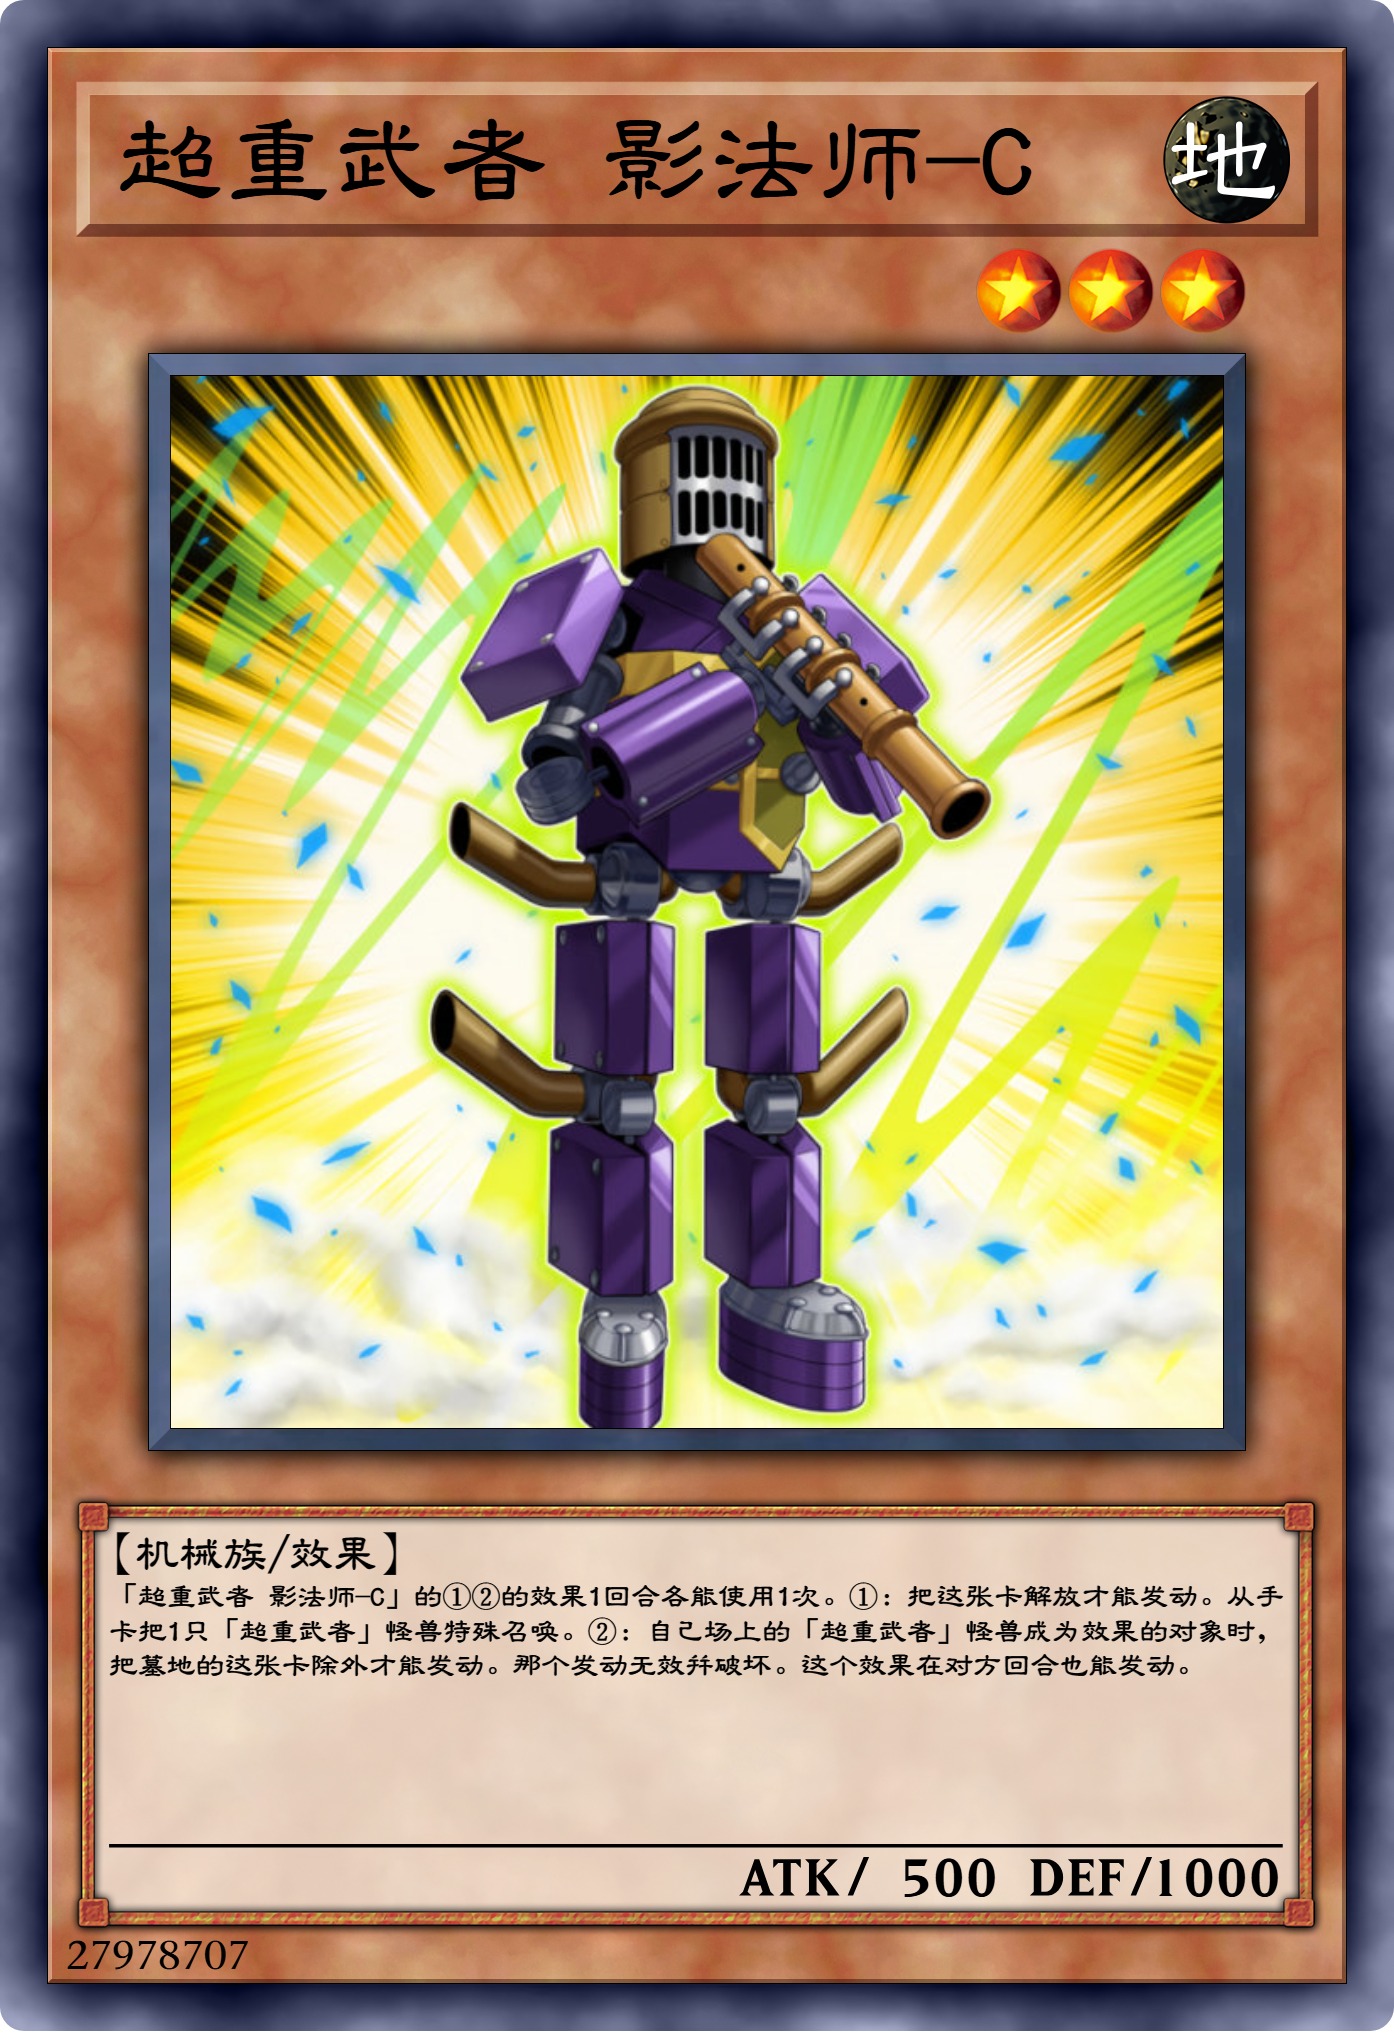 超重武者 影法师-C
地
【机械族/效果】
「超重武者 影法师-C」的①②的效果1回合各能使用1次。①：把这张卡解放才能发动。从手
卡把1只「超重武者」怪兽特殊召唤。②：自己场上的「超重武者」怪兽成为效果的对象时，
把墓地的这张卡除外才能发动。那个发动无效并破坏。这个效果在对方回合也能发动。
ATK/ 500 DEF/1000
27978707